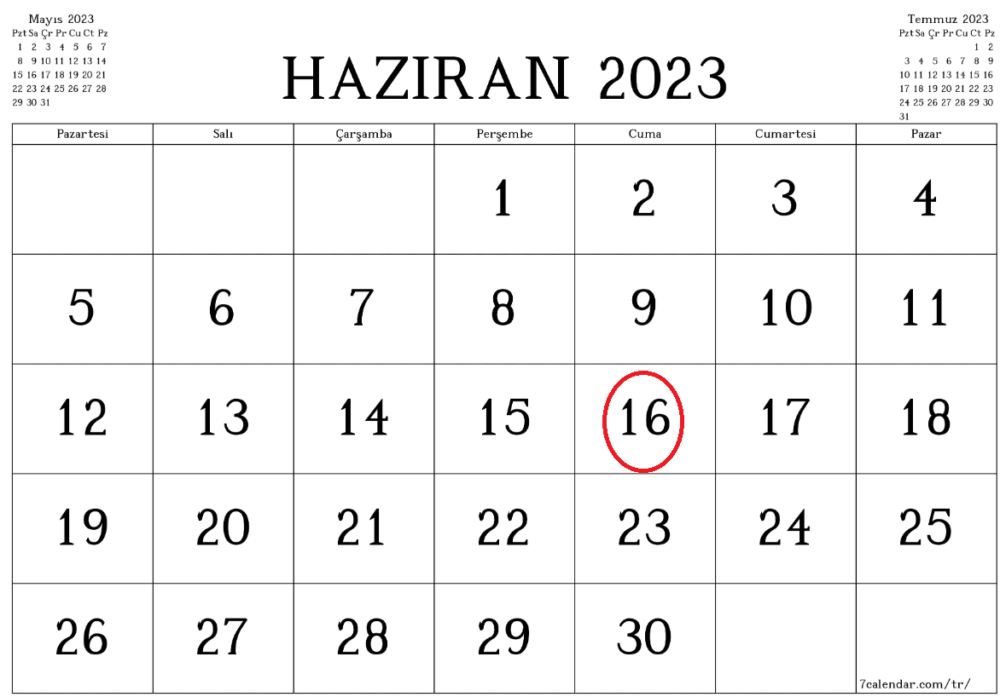 Mayıs 2023
Pzt Sa Çr Pr Cu Ct Pz
1 2 3 4 5 6 7
8 9 10 11 12 13 14
15 16 17 18 19 20 21
22 23 24 25 26 27 28
29 30 31
HAZIRAN 2023
Temmuz 2023
Pzt Sa Çr Pr Cu Ct Pz
1 2
3 4 5 6 7 8 9
10 11 12 13 14 15 16
17 18 19 20 21 22 23
24 25 26 27 28 29 30
31
Pazartesi Salı Çarşamba Perşembe Cuma Cumartesi Pazar
1 2 3 4
5 6 7 8 9 10 11
12 13 14 15 16 17 18
19 20 21 22 23 24 25
26 27 28 29 30
7calendar.com/tr/